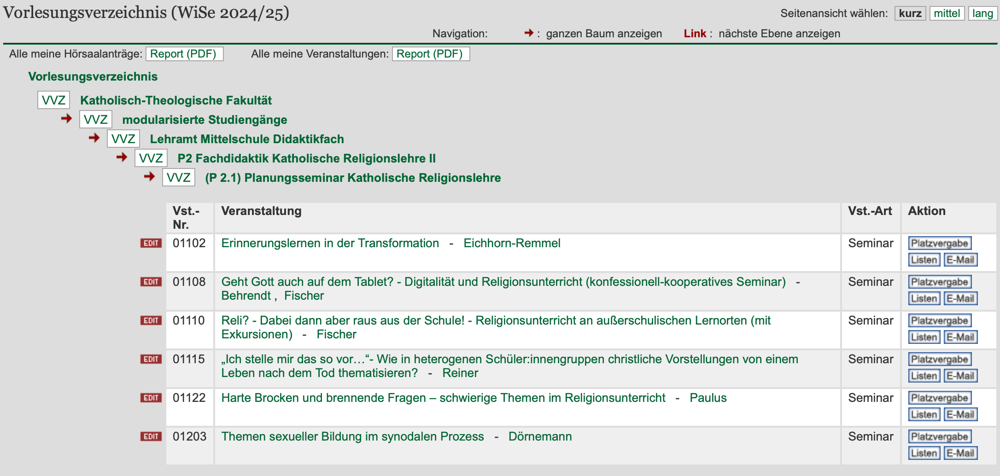 Vorlesungsverzeichnis (WiSe 2024/25)
Seitenansicht wählen: kurz mittel lang
Navigation: : ganzen Baum anzeigen Link : nächste Ebene anzeigen
Alle meine Hörsaalanträge: Report (PDF) Alle meine Veranstaltungen: Report (PDF)
Vorlesungsverzeichnis
VVZ Katholisch-Theologische Fakultät
VVZ modularisierte Studiengänge
VVZ Lehramt Mittelschule Didaktikfach
VVZ P2 Fachdidaktik Katholische Religionslehre II
VVZ (P 2.1) Planungsseminar Katholische Religionslehre
Vst.- Veranstaltung Vst.-Art Aktion
Nr.
EDIT 01102 Erinnerungslernen in der Transformation - Eichhorn-Remmel Seminar Platzvergabe
Listen E-Mail
EDIT 01108 Geht Gott auch auf dem Tablet? - Digitalität und Religionsunterricht (konfessionell-kooperatives Seminar) - Seminar Platzvergabe
Behrendt , Fischer Listen E-Mail
EDIT 01110 Reli? - Dabei dann aber raus aus der Schule! - Religionsunterricht an außerschulischen Lernorten (mit Seminar Platzvergabe
Exkursionen) - Fischer Listen E-Mail
EDIT 01115 „Ich stelle mir das so vor…“- Wie in heterogenen Schüler:innengruppen christliche Vorstellungen von einem Seminar Platzvergabe
Leben nach dem Tod thematisieren? - Reiner Listen E-Mail
EDIT 01122 Harte Brocken und brennende Fragen – schwierige Themen im Religionsunterricht - Paulus Seminar Platzvergabe
Listen E-Mail
EDIT 01203 Themen sexueller Bildung im synodalen Prozess - Dörnemann Seminar Platzvergabe
Listen E-Mail